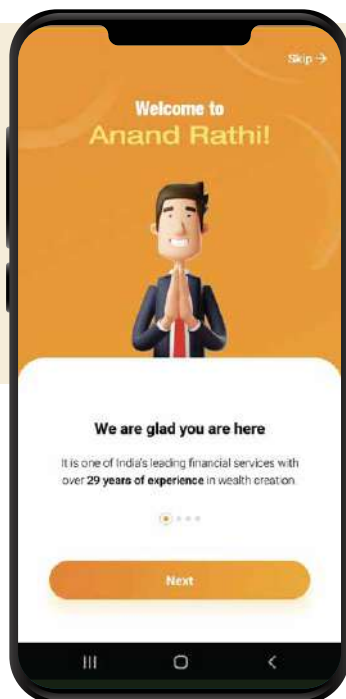 Skip →
Welcome to
Anand Rathi!
We are glad you are here
It is one of India's leading financial services with
over 29 years of experience in wealth creation.
Next